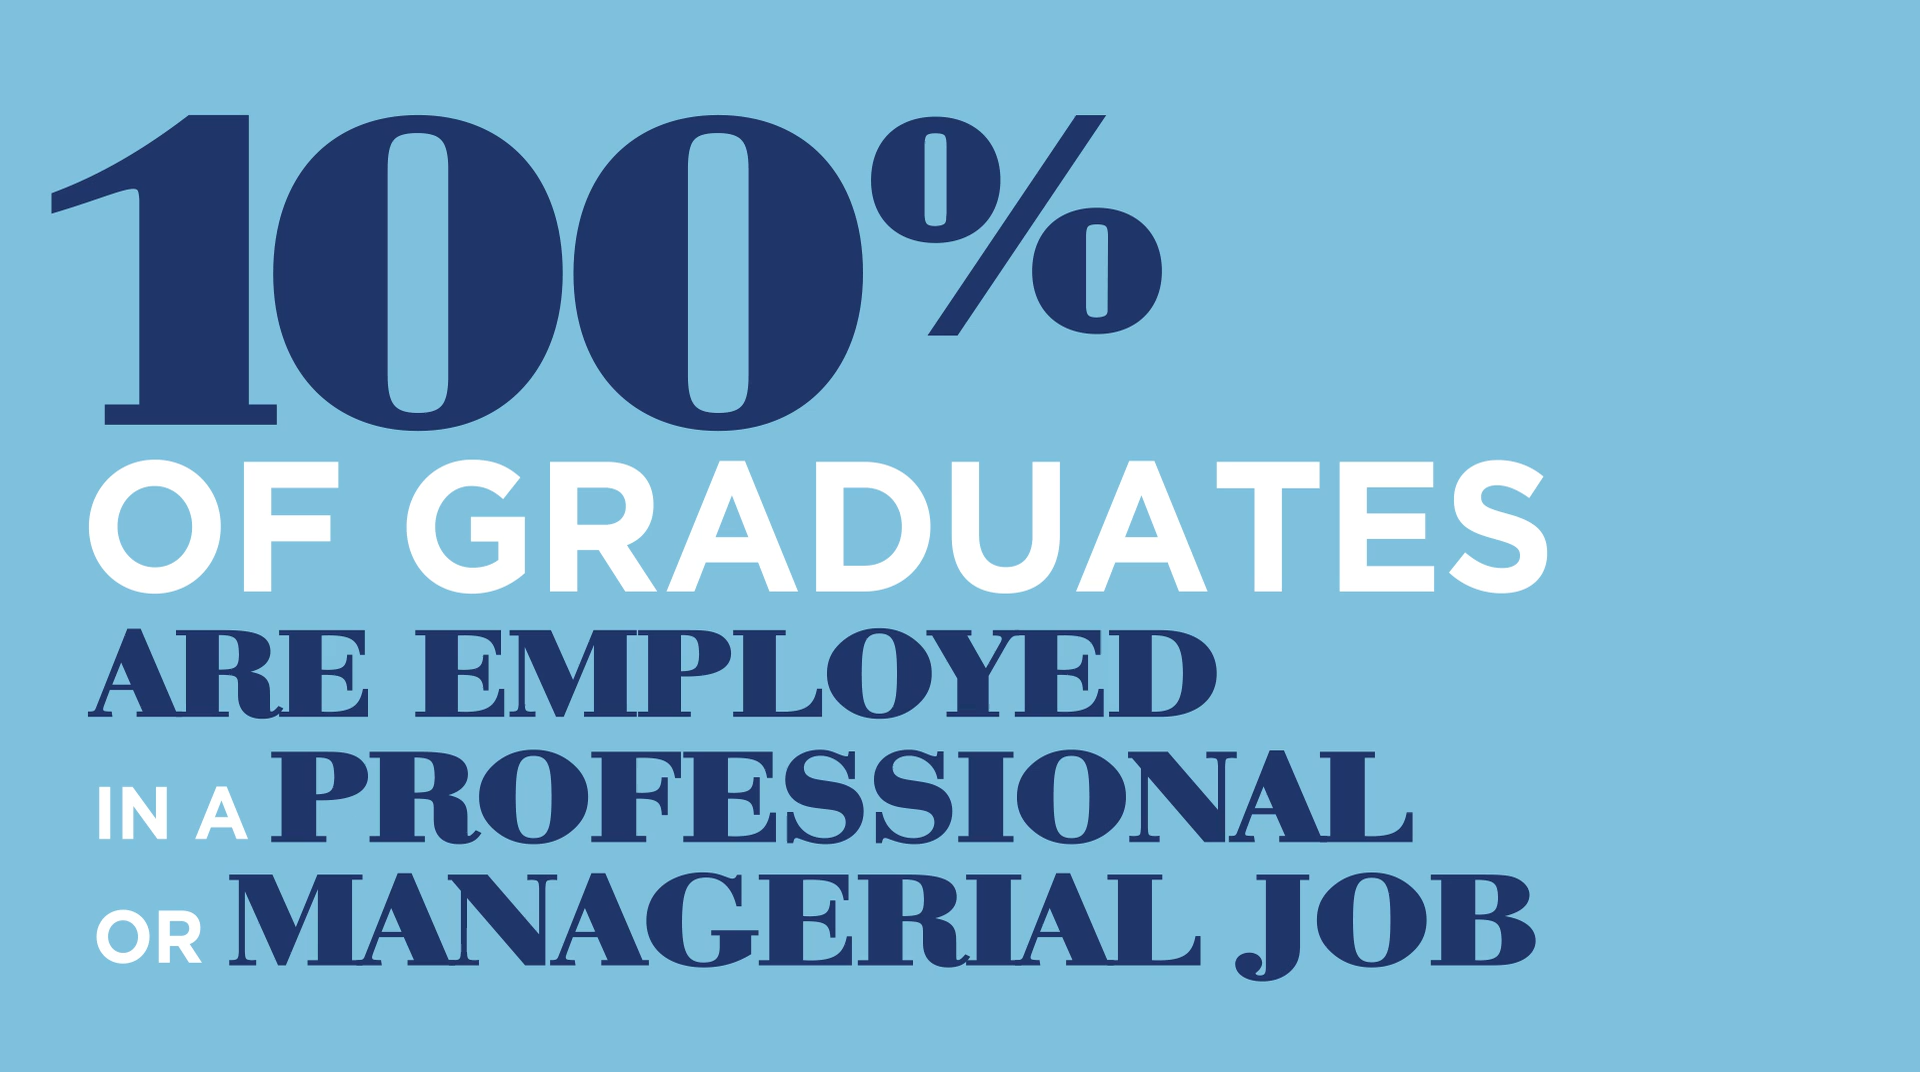 100%
OF GRADUATES
ARE EMPLOYED
IN A PROFESSIONAL
OR MANAGERIAL JOB